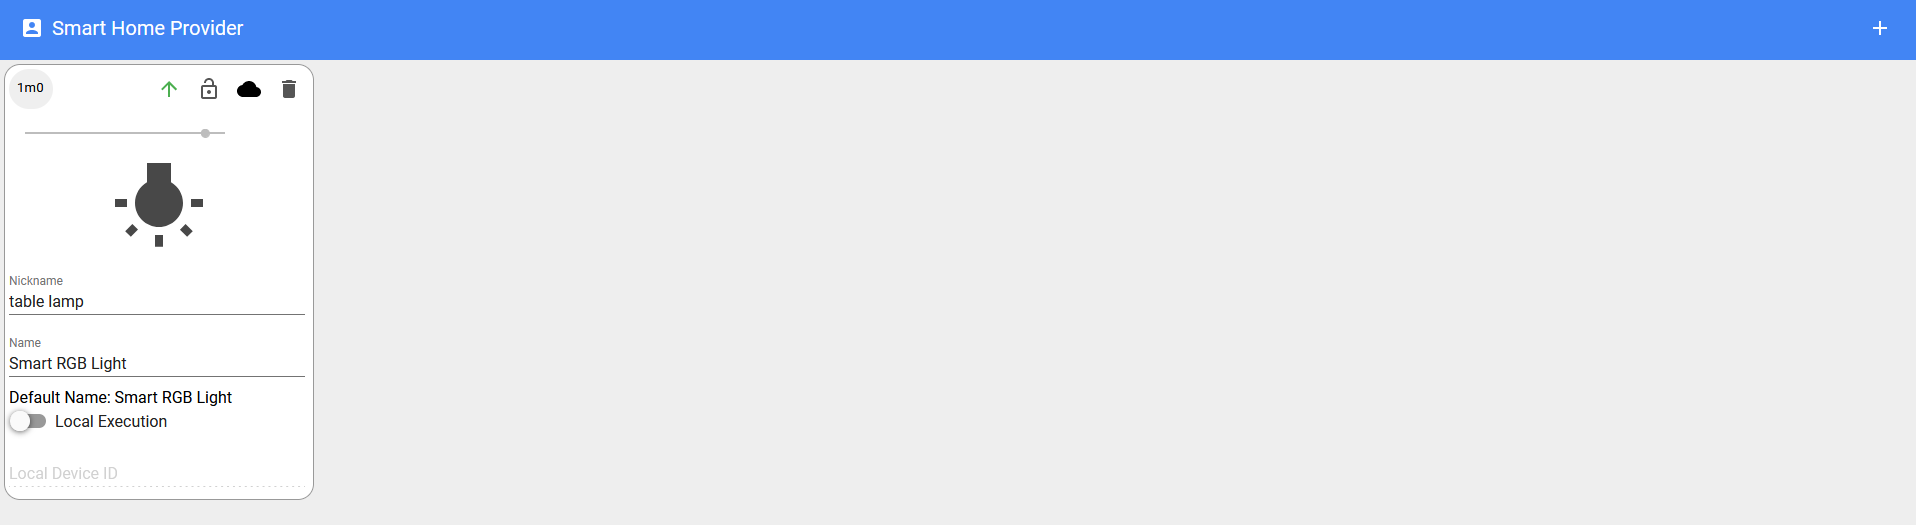 Smart Home Provider
1m0
Nickname
table lamp
Name
Smart RGB Light
Default Name: Smart RGB Light
Local Execution
Local Device ID